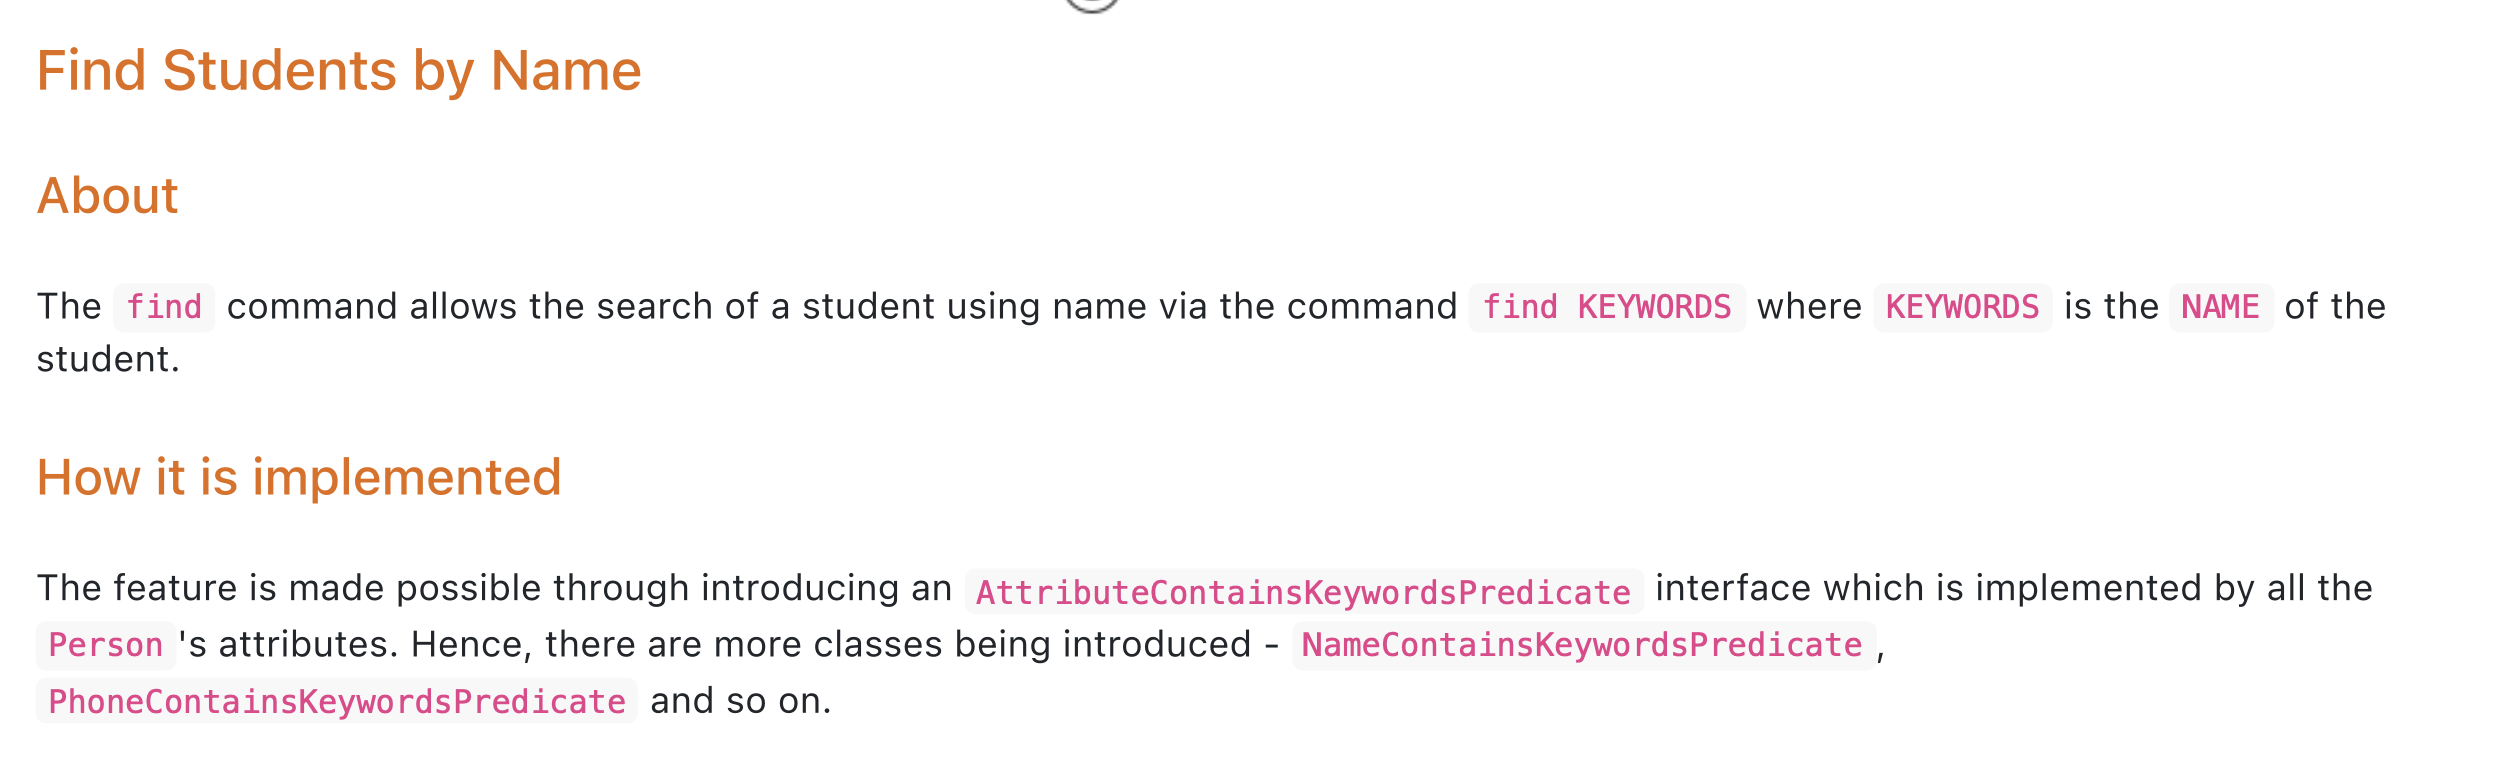 Find Students by Name
About
The find command allows the search of a student using name via the command find KEYWORDS where KEYWORDS is the NAME of the
student.
How it is implemented
The feature is made possible through introducing an AttributeContainsKeywordsPredicate interface which is implemented by all the
Person's attributes. Hence, there are more classes being introduced - NameContainsKeywordsPredicate,
PhoneContainsKeywordsPredicate and so on.